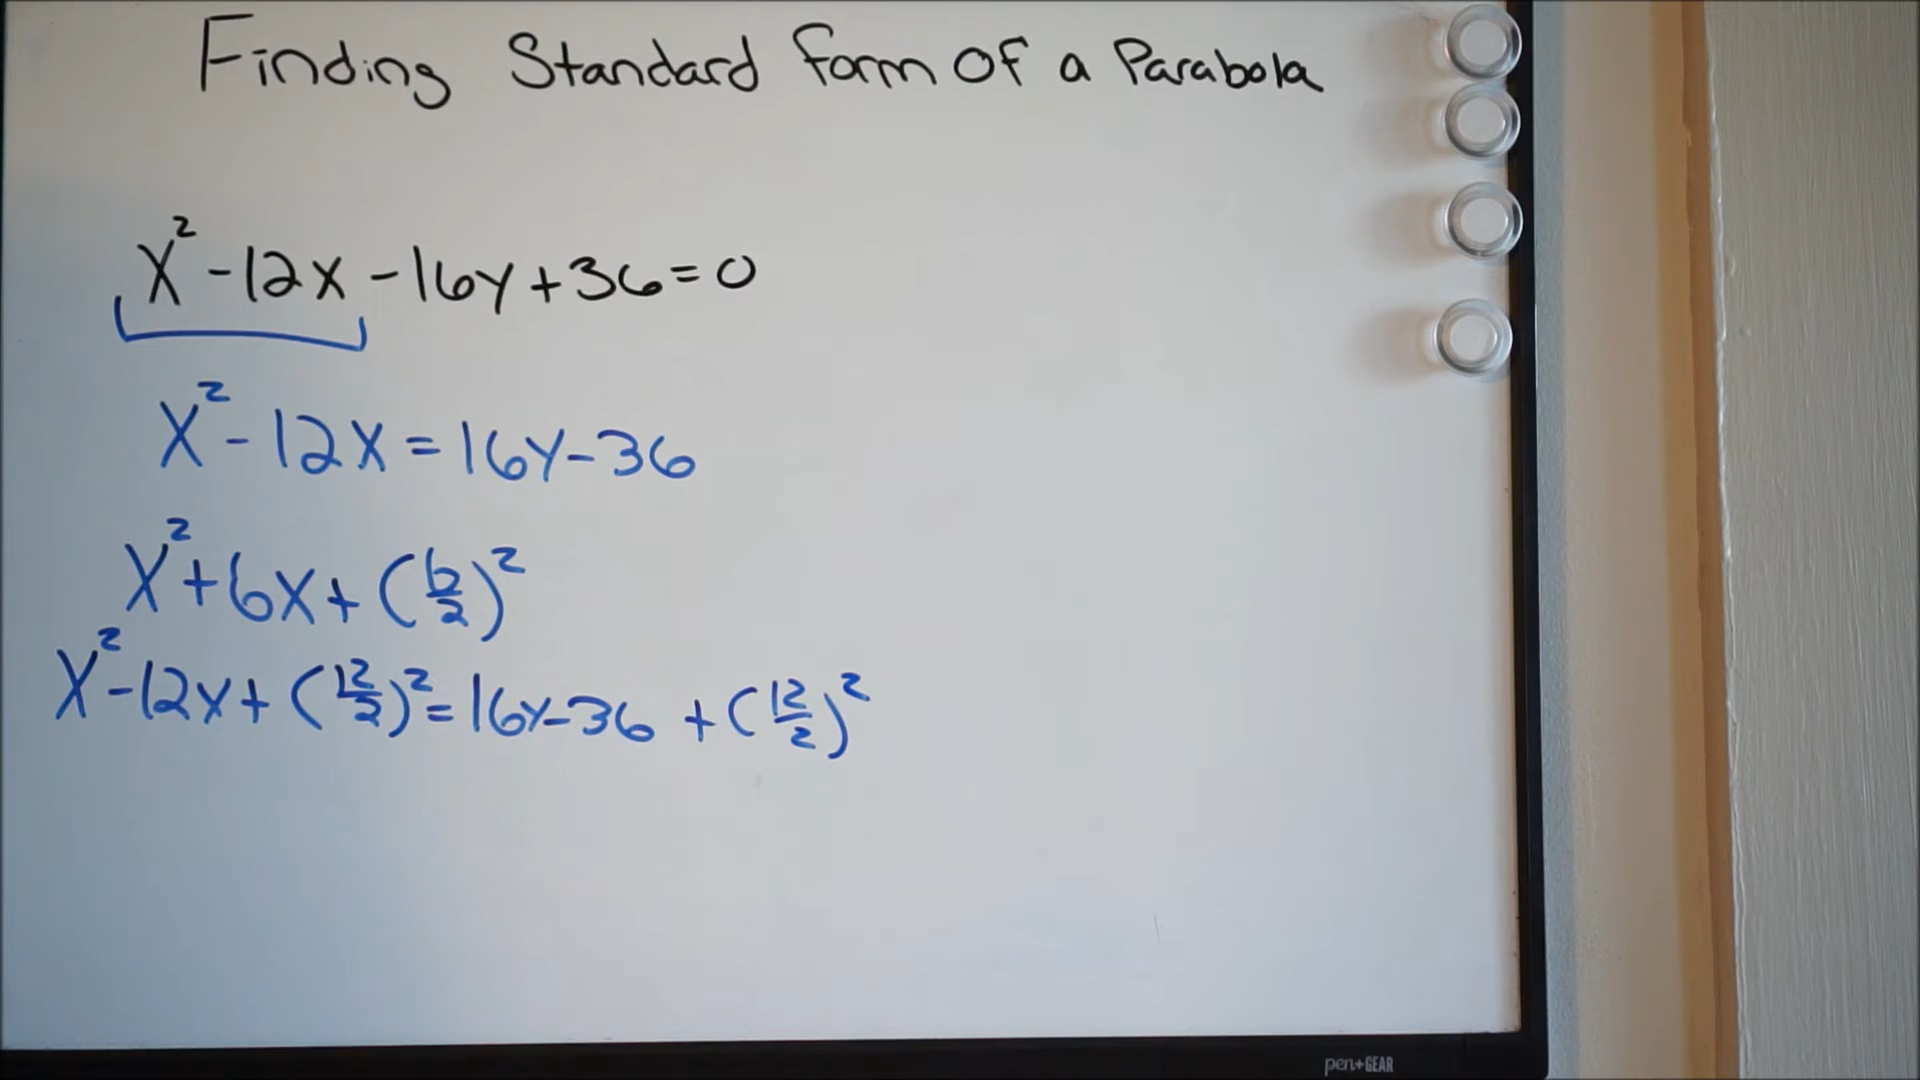 Finding Standard form of a Parabola
x² - 12x - 16y + 36 = 0
x² - 12x = 16y - 36
x² + 6x + (6/2)²
x² - 12x + (12/2)² = 16y - 36 + (12/2)²
pen+GEAR